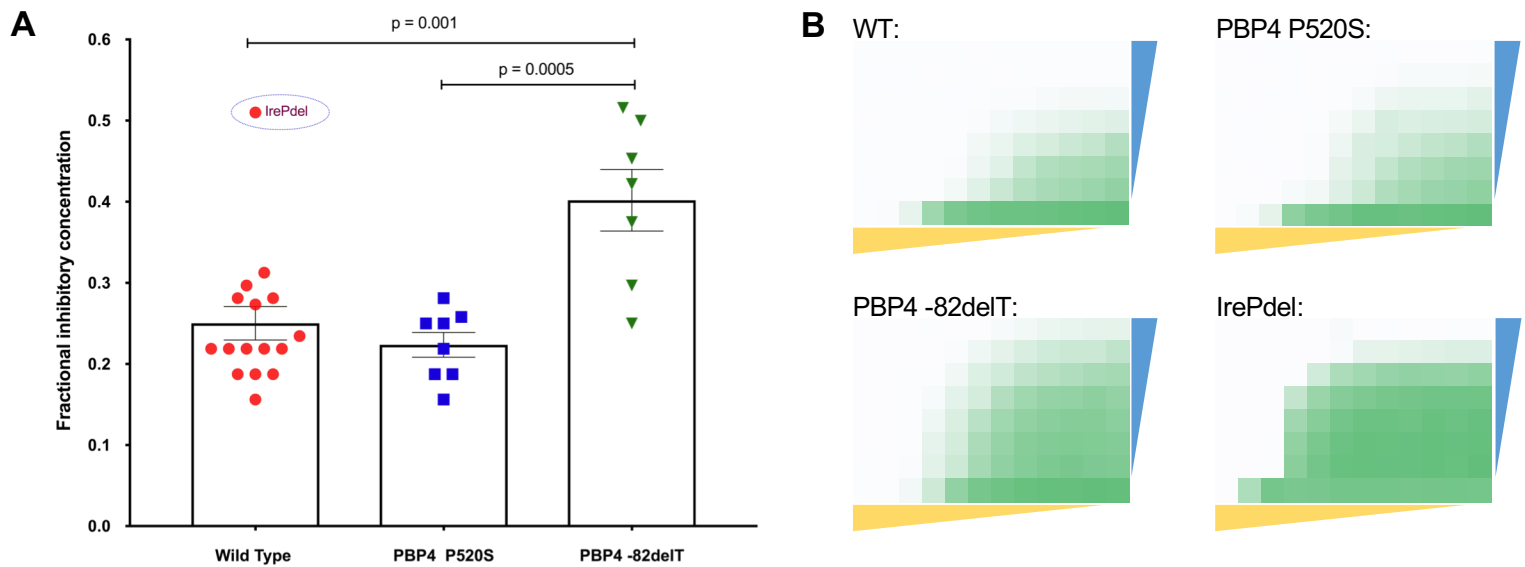 A
p = 0.001
p = 0.0005
0.6
0.5
0.4
0.3
0.2
0.1
0.0
Fractional inhibitory concentration
IrePdel
Wild Type
PBP4 P520S
PBP4 -82delT
B
WT:
PBP4 P520S:
PBP4 -82delT:
IrePdel: